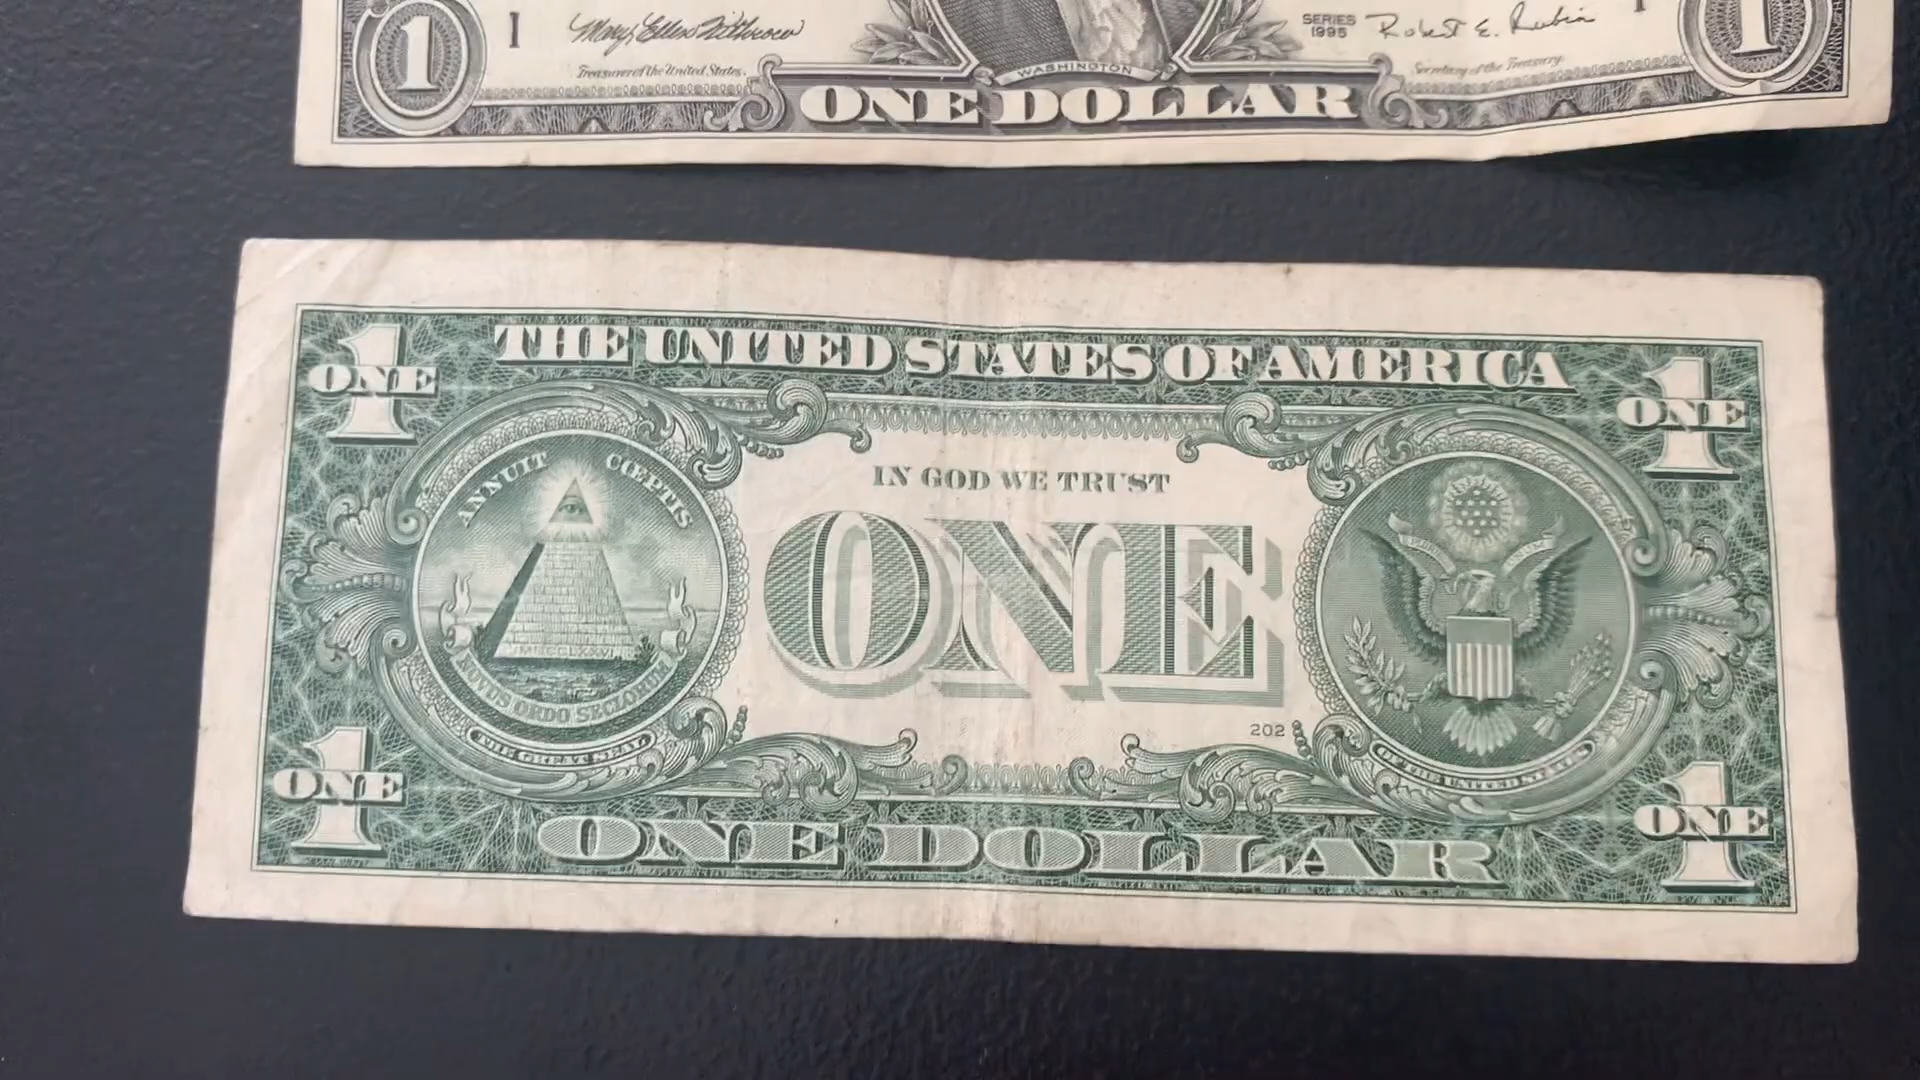 1 1 Mary Ellen Withrow SERIES 1995 Robert E. Rubin 1 1
Treasurer of the United States. WASHINGTON Secretary of the Treasury.
ONE DOLLAR
THE UNITED STATES OF AMERICA
1 ONE
1 ONE
ANNUIT CŒPTIS
IN GOD WE TRUST
ONE
MDCCLXXVI
NOVUS ORDO SECLORUM
THE GREAT SEAL
202
OF THE UNITED STATES
1 ONE
1 ONE
ONE DOLLAR